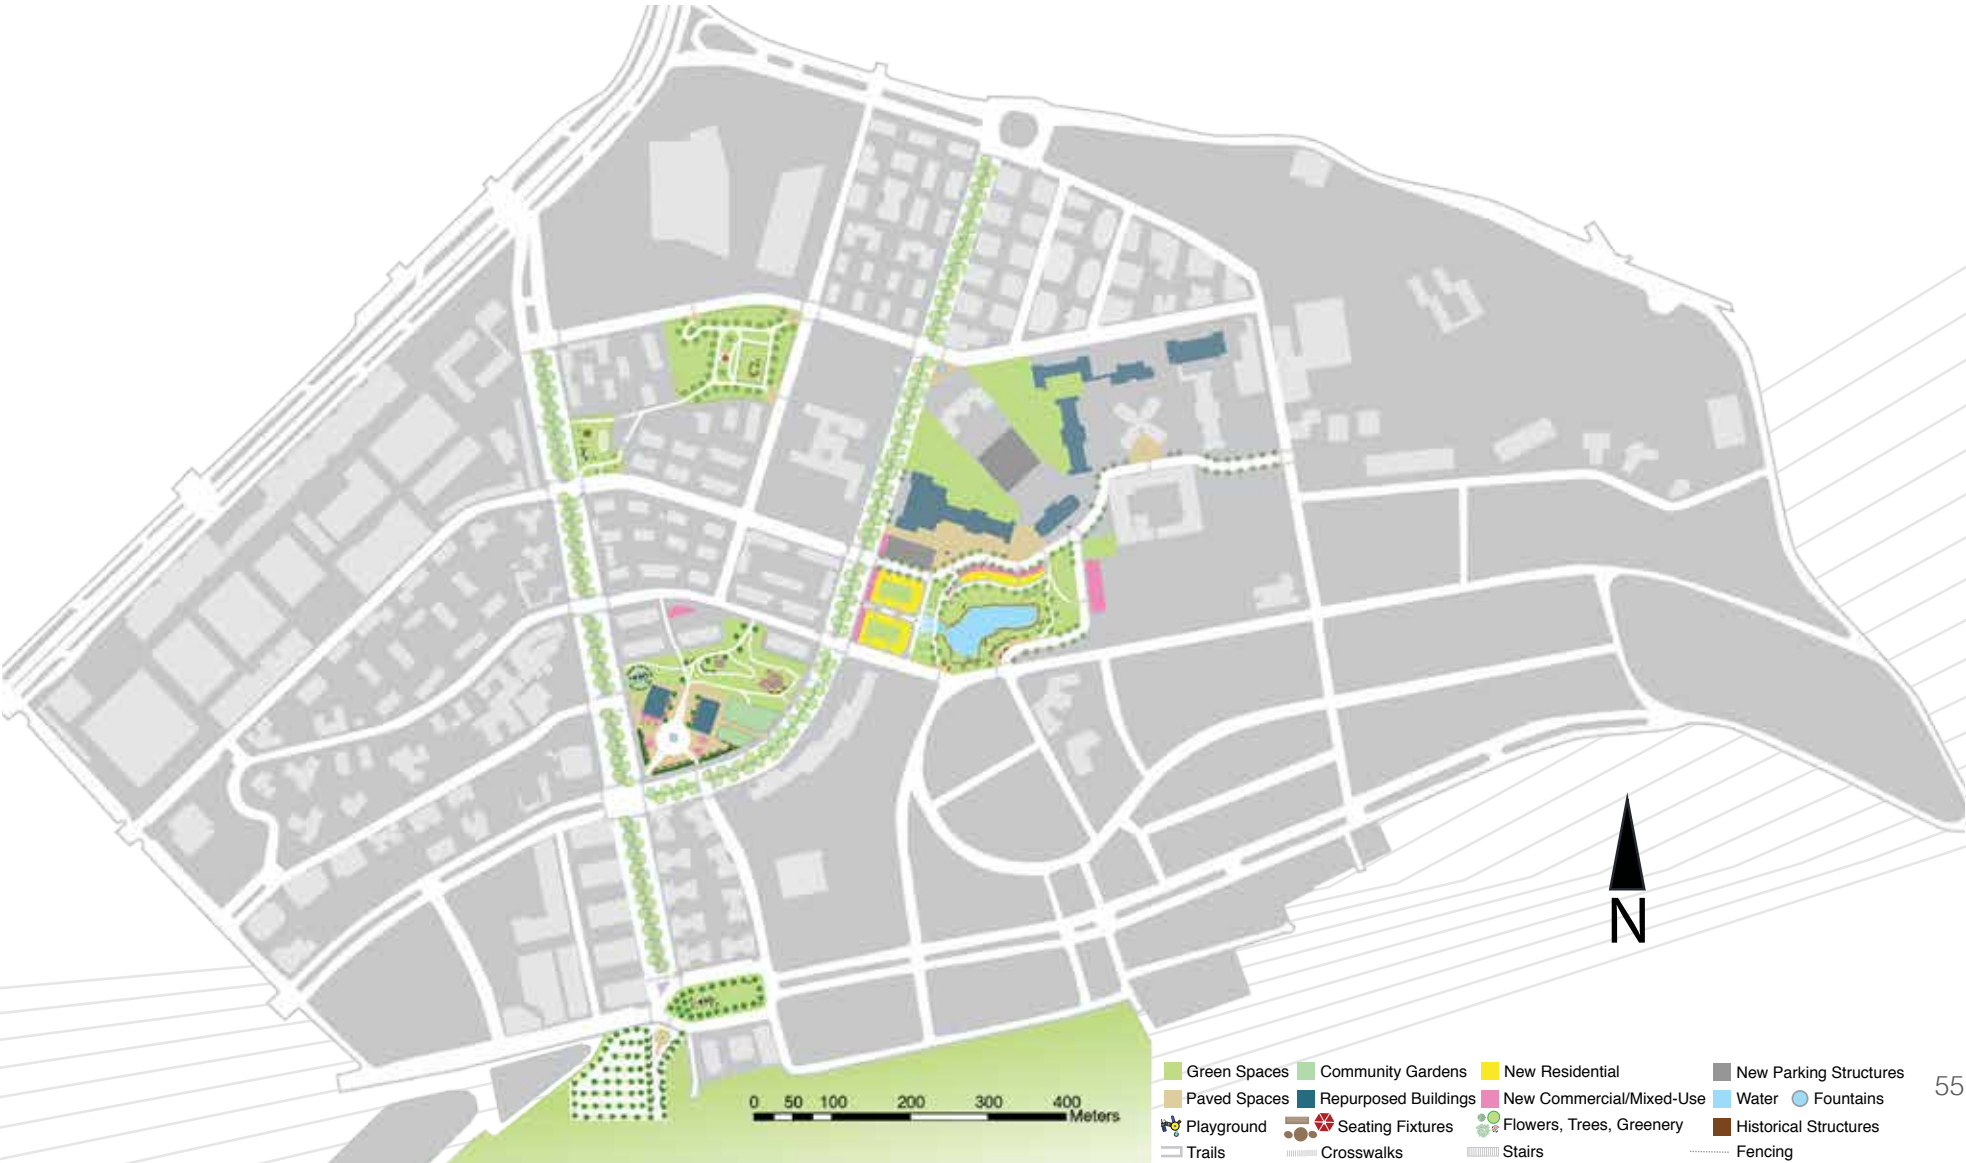 N
0 50 100 200 300 400
Meters
Green Spaces Community Gardens New Residential New Parking Structures
Paved Spaces Repurposed Buildings New Commercial/Mixed-Use Water Fountains
Playground Seating Fixtures Flowers, Trees, Greenery Historical Structures
Trails Crosswalks Stairs Fencing
55